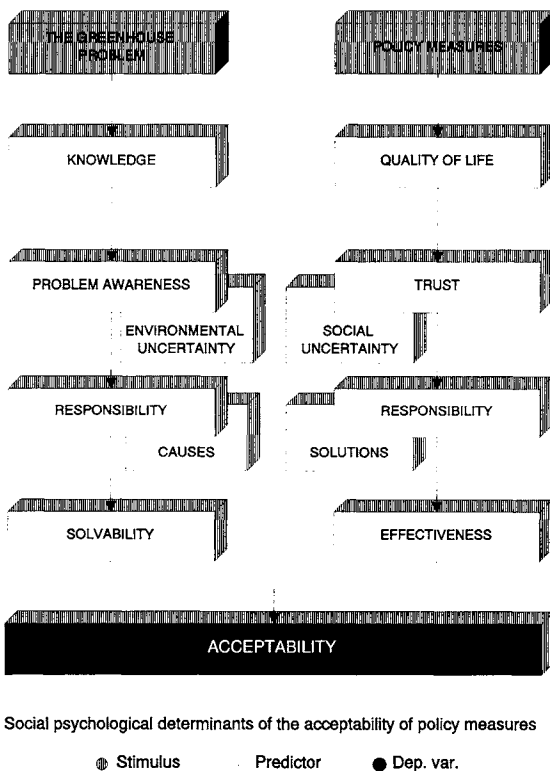 THE GREENHOUSE
PROBLEM
POLICY MEASURES
KNOWLEDGE
QUALITY OF LIFE
PROBLEM AWARENESS
TRUST
ENVIRONMENTAL
UNCERTAINTY
SOCIAL
UNCERTAINTY
RESPONSIBILITY
RESPONSIBILITY
CAUSES
SOLUTIONS
SOLVABILITY
EFFECTIVENESS
ACCEPTABILITY
Social psychological determinants of the acceptability of policy measures
Stimulus Predictor Dep. var.